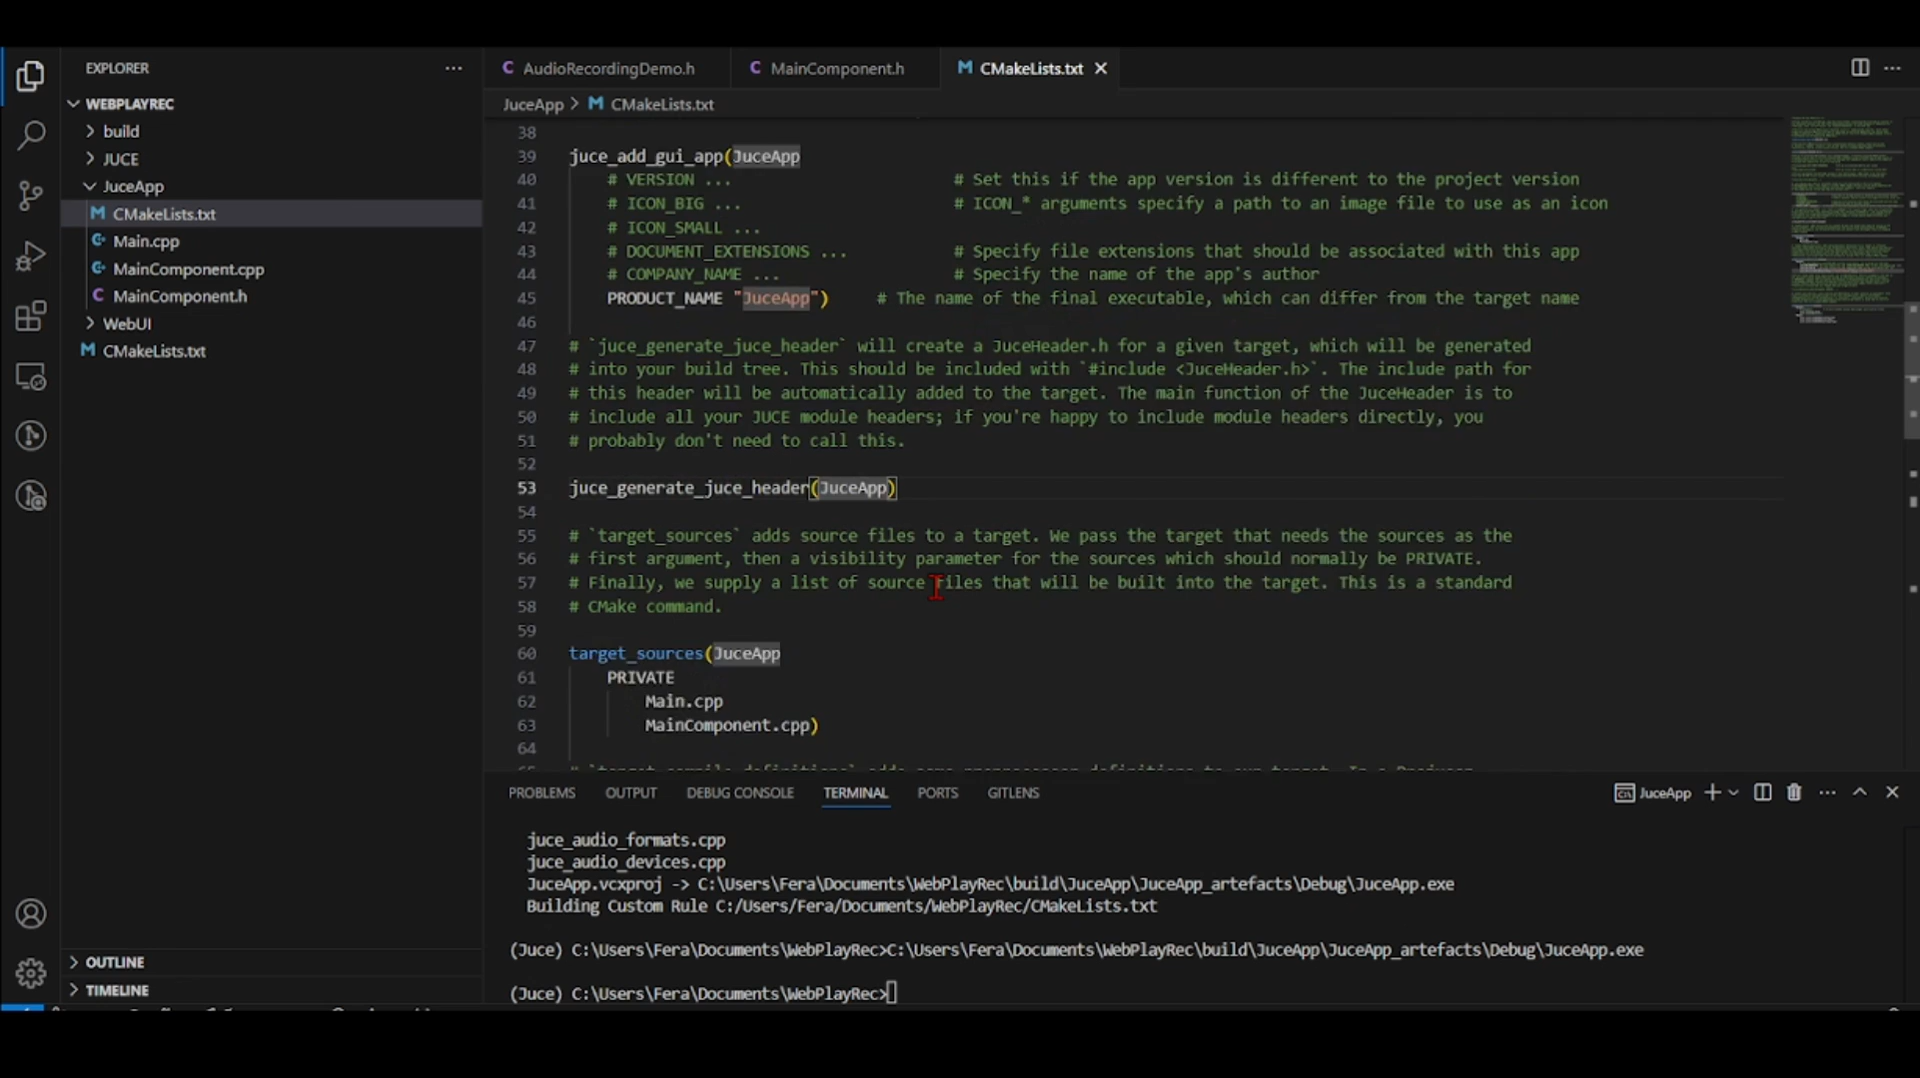 EXPLORER
WEBPLAYREC
build
JUCE
JuceApp
CMakeLists.txt
Main.cpp
MainComponent.cpp
MainComponent.h
WebUI
CMakeLists.txt
OUTLINE
TIMELINE
AudioRecordingDemo.h
MainComponent.h
CMakeLists.txt
JuceApp > CMakeLists.txt
38
39 juce_add_gui_app(JuceApp
40 # VERSION ... # Set this if the app version is different to the project version
41 # ICON_BIG ... # ICON_* arguments specify a path to an image file to use as an icon
42 # ICON_SMALL ...
43 # DOCUMENT_EXTENSIONS ... # Specify file extensions that should be associated with this app
44 # COMPANY_NAME ... # Specify the name of the app's author
45 PRODUCT_NAME "JuceApp") # The name of the final executable, which can differ from the target name
46
47 # `juce_generate_juce_header` will create a JuceHeader.h for a given target, which will be generated
48 # into your build tree. This should be included with `#include <JuceHeader.h>`. The include path for
49 # this header will be automatically added to the target. The main function of the JuceHeader is to
50 # include all your JUCE module headers; if you're happy to include module headers directly, you
51 # probably don't need to call this.
52
53 juce_generate_juce_header(JuceApp)
54
55 # `target_sources` adds source files to a target. We pass the target that needs the sources as the
56 # first argument, then a visibility parameter for the sources which should normally be PRIVATE.
57 # Finally, we supply a list of source files that will be built into the target. This is a standard
58 # CMake command.
59
60 target_sources(JuceApp
61 PRIVATE
62 Main.cpp
63 MainComponent.cpp)
64
PROBLEMS OUTPUT DEBUG CONSOLE TERMINAL PORTS GITLENS JuceApp
juce_audio_formats.cpp
juce_audio_devices.cpp
JuceApp.vcxproj -> C:\Users\Fera\Documents\WebPlayRec\build\JuceApp\JuceApp_artefacts\Debug\JuceApp.exe
Building Custom Rule C:/Users/Fera/Documents/WebPlayRec/CMakeLists.txt
(Juce) C:\Users\Fera\Documents\WebPlayRec>C:\Users\Fera\Documents\WebPlayRec\build\JuceApp\JuceApp_artefacts\Debug\JuceApp.exe
(Juce) C:\Users\Fera\Documents\WebPlayRec>